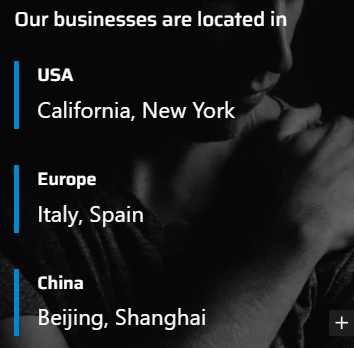 Our businesses are located in
USA
California, New York
Europe
Italy, Spain
China
Beijing, Shanghai
+